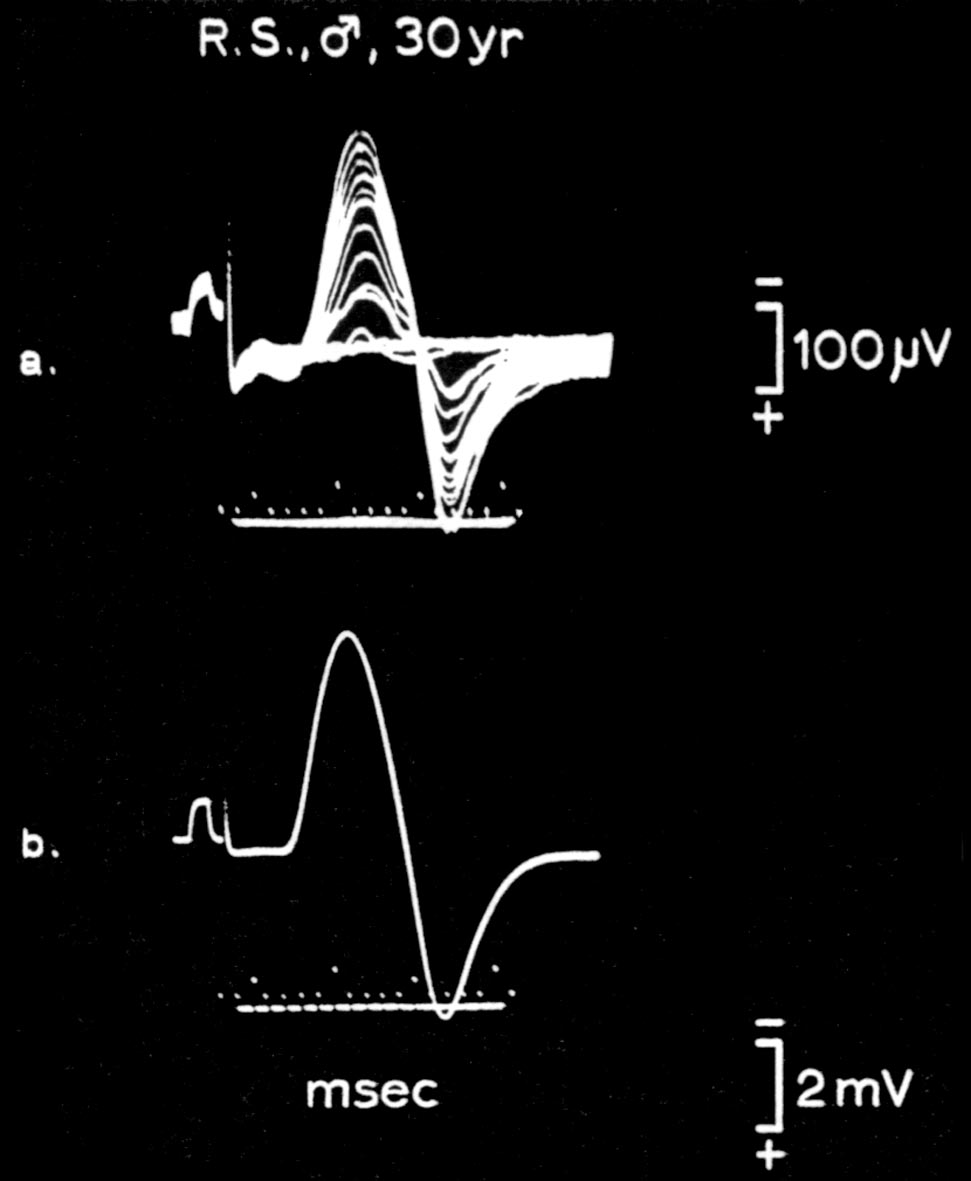 R.S., ♂, 30 yr
a.
−
100 µV
+
b.
msec
−
2 mV
+